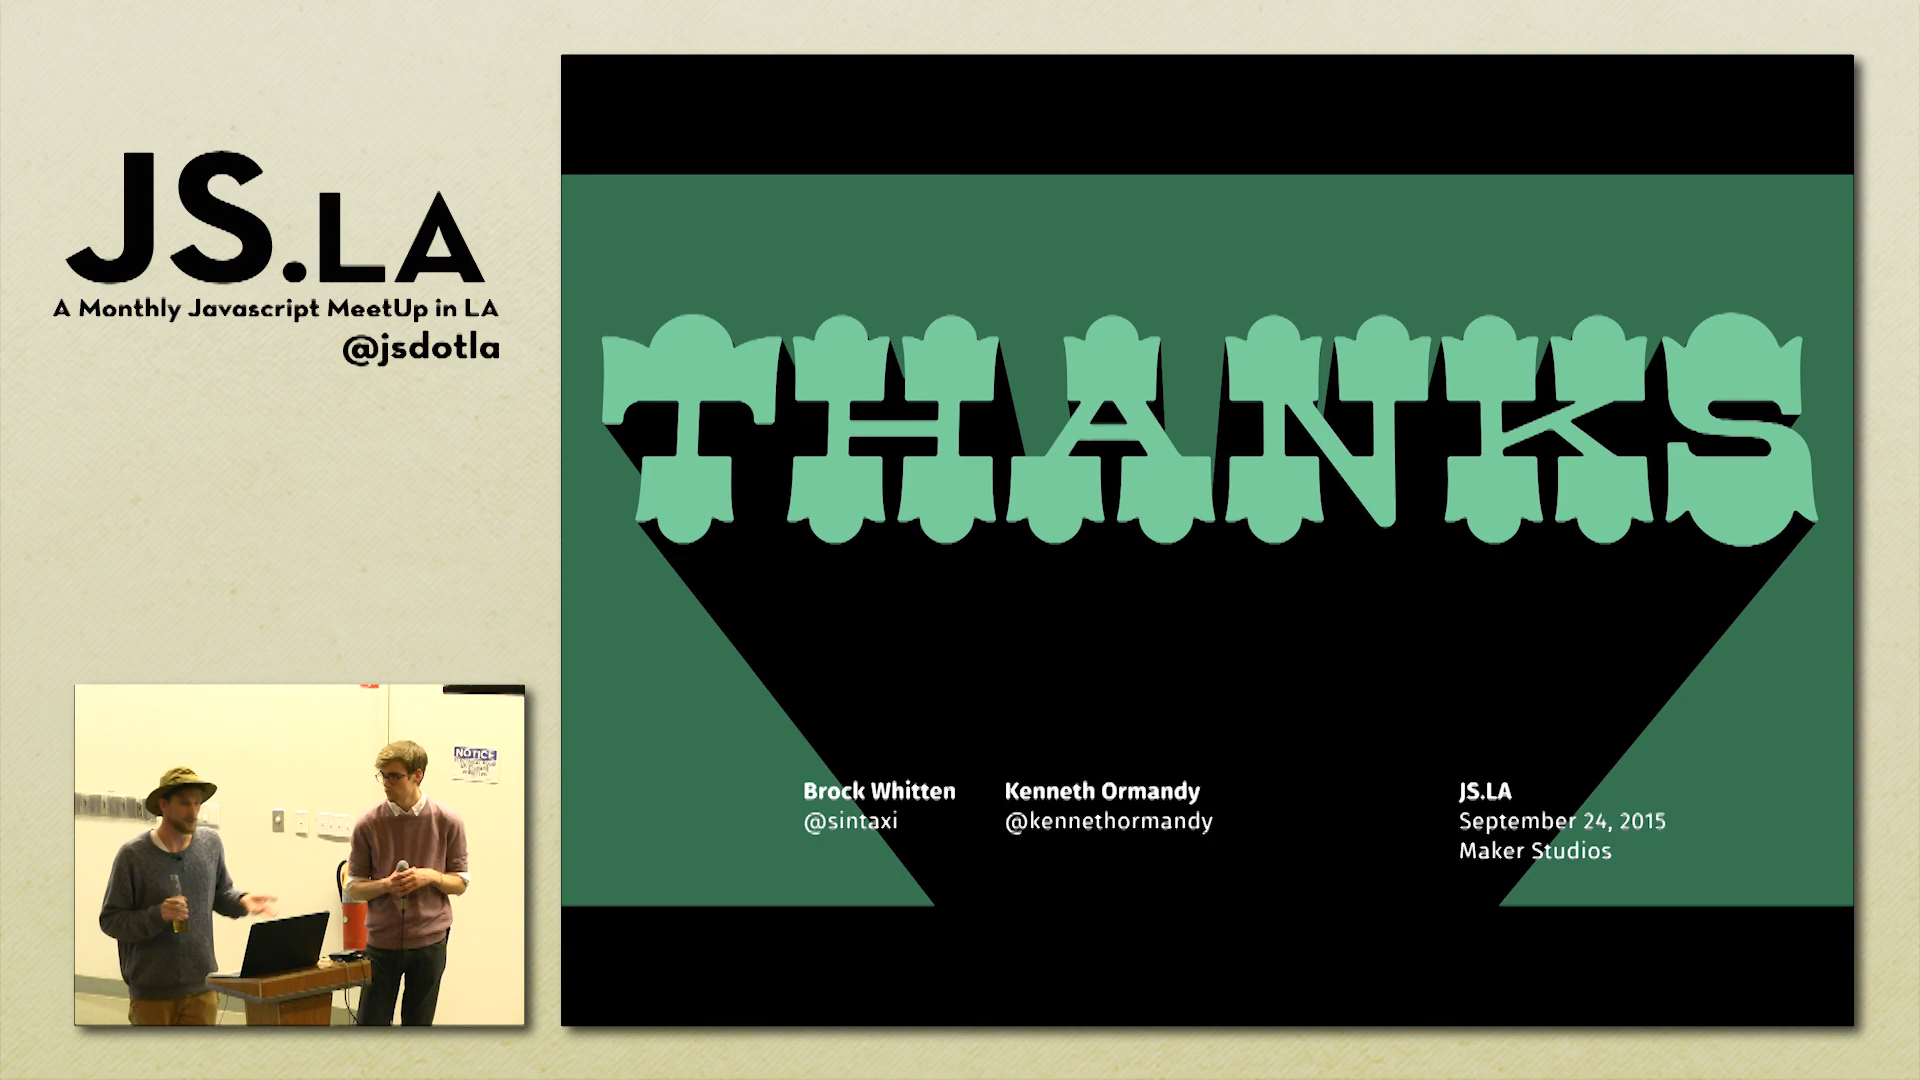 JS.LA
A Monthly Javascript MeetUp in LA
@jsdotla
THANKS
Brock Whitten
@sintaxi
Kenneth Ormandy
@kennethormandy
JS.LA
September 24, 2015
Maker Studios
NOTICE